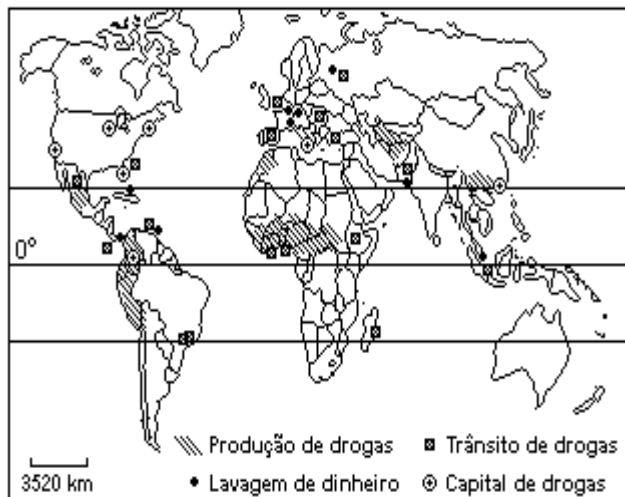 0°
Produção de drogas
Trânsito de drogas
3520 km
Lavagem de dinheiro
Capital de drogas